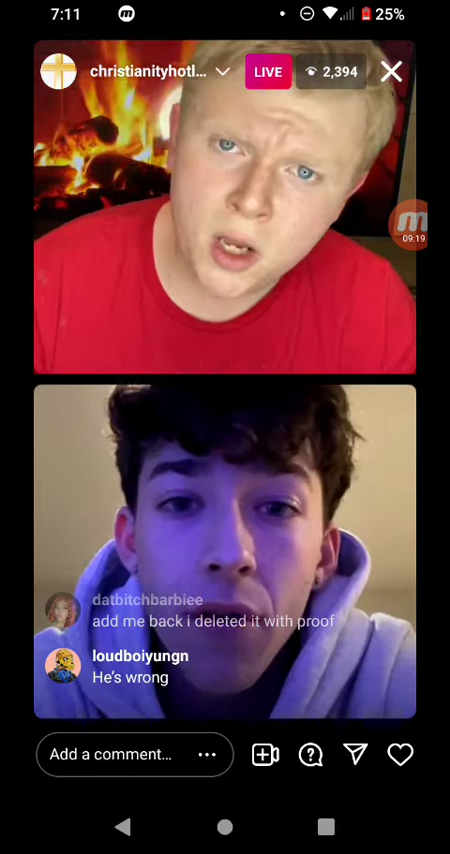 7:11
25%
christianityhotl...
LIVE
2,394
09:19
datbitchbarbiee
add me back i deleted it with proof
loudboiyungn
He's wrong
Add a comment...